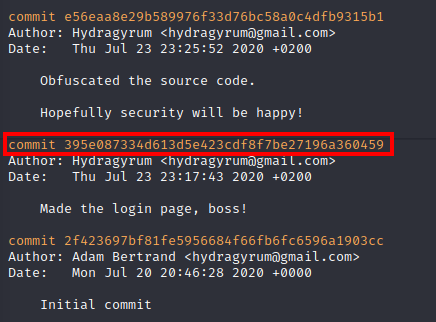 commit e56eaa8e29b589976f33d76bc58a0c4dfb9315b1
Author: Hydragyrum <hydragyrum@gmail.com>
Date:   Thu Jul 23 23:25:52 2020 +0200
Obfuscated the source code.
Hopefully security will be happy!
commit 395e087334d613d5e423cdf8f7be27196a360459
Author: Hydragyrum <hydragyrum@gmail.com>
Date:   Thu Jul 23 23:17:43 2020 +0200
Made the login page, boss!
commit 2f423697bf81fe5956684f66fb6fc6596a1903cc
Author: Adam Bertrand <hydragyrum@gmail.com>
Date:   Mon Jul 20 20:46:28 2020 +0000
Initial commit